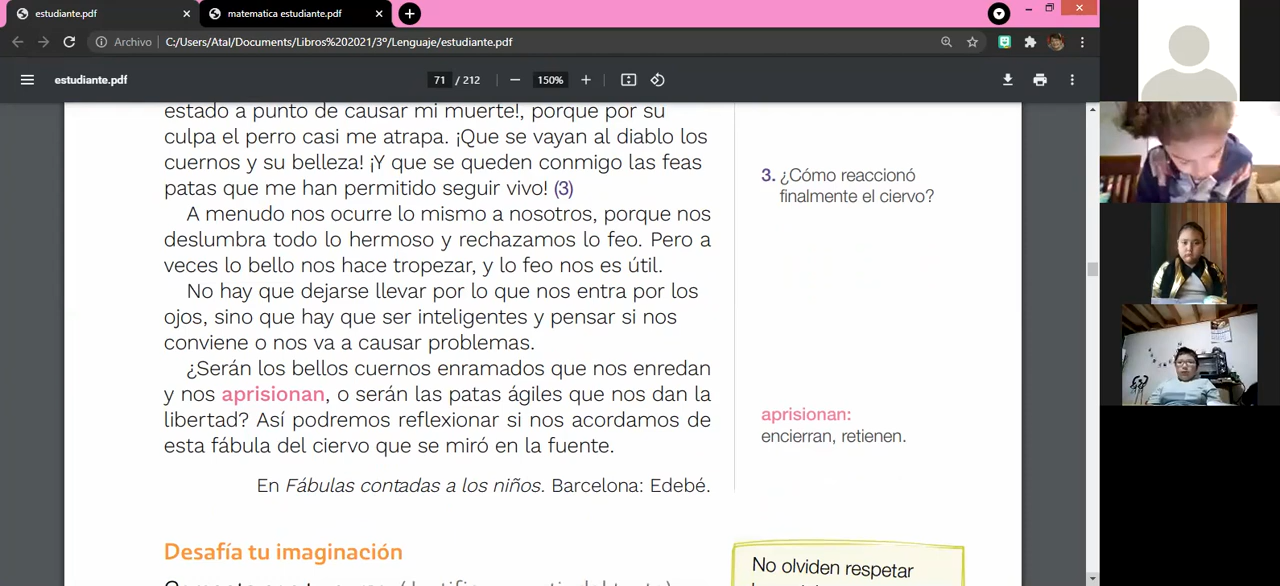 estudiante.pdf
matematica estudiante.pdf
Archivo
C:/Users/Atal/Documents/Libros%202021/3º/Lenguaje/estudiante.pdf
estudiante.pdf
71 / 212
150%
estado a punto de causar mi muerte!, porque por su
culpa el perro casi me atrapa. ¡Que se vayan al diablo los
cuernos y su belleza! ¡Y que se queden conmigo las feas
patas que me han permitido seguir vivo! (3)
A menudo nos ocurre lo mismo a nosotros, porque nos
deslumbra todo lo hermoso y rechazamos lo feo. Pero a
veces lo bello nos hace tropezar, y lo feo nos es útil.
No hay que dejarse llevar por lo que nos entra por los
ojos, sino que hay que ser inteligentes y pensar si nos
conviene o nos va a causar problemas.
¿Serán los bellos cuernos enramados que nos enredan
y nos aprisionan, o serán las patas ágiles que nos dan la
libertad? Así podremos reflexionar si nos acordamos de
esta fábula del ciervo que se miró en la fuente.
En Fábulas contadas a los niños. Barcelona: Edebé.
3. ¿Cómo reaccionó
finalmente el ciervo?
aprisionan:
encierran, retienen.
Desafía tu imaginación
No olviden respetar